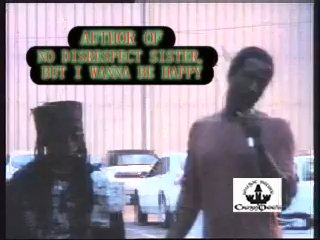 AUTHOR OF
NO DISRESPECT SISTER,
BUT I WANNA BE HAPPY